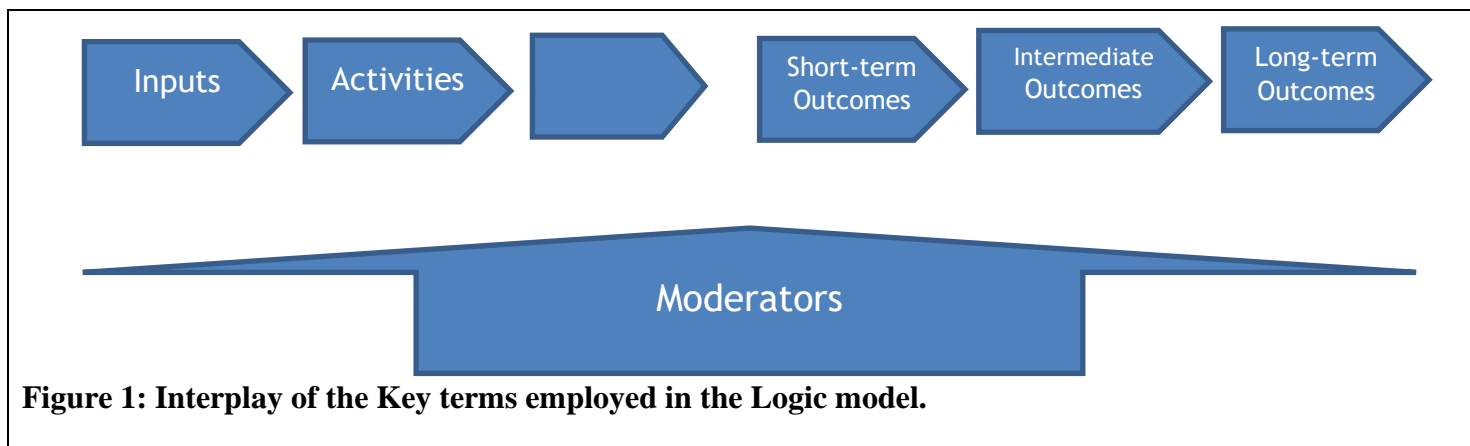 Inputs
Activities
Short-term
Outcomes
Intermediate
Outcomes
Long-term
Outcomes
Moderators
Figure 1: Interplay of the Key terms employed in the Logic model.